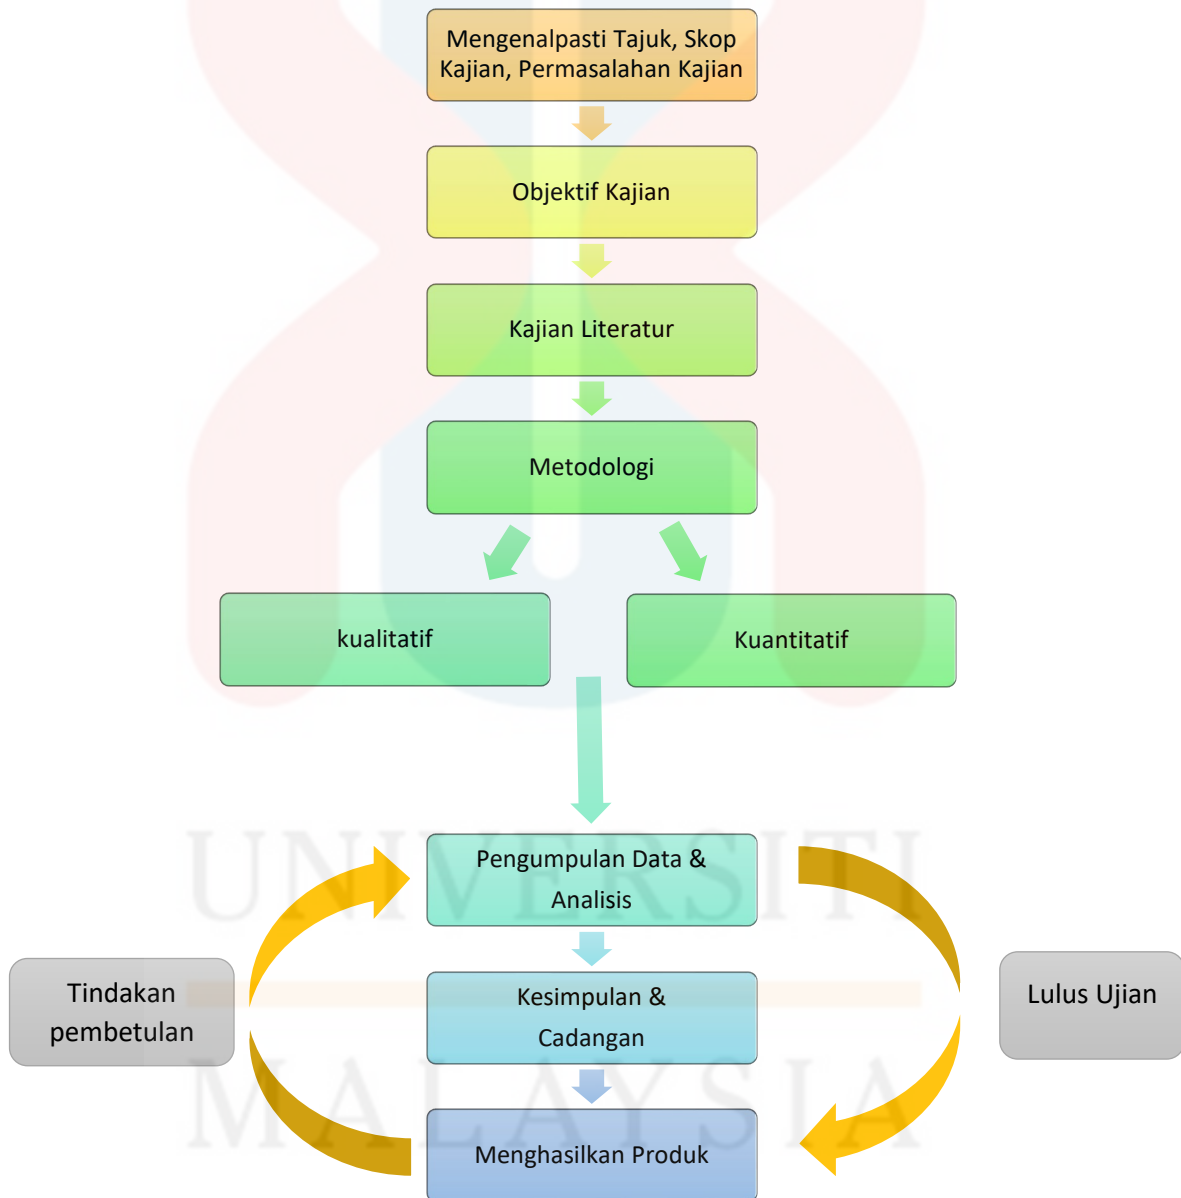 Mengenalpasti Tajuk, Skop
Kajian, Permasalahan Kajian
Objektif Kajian
Kajian Literatur
Metodologi
kualitatif
Kuantitatif
Pengumpulan Data &
Analisis
Tindakan
pembetulan
Kesimpulan &
Cadangan
Lulus Ujian
Menghasilkan Produk
UNIVERSITI
MALAYSIA